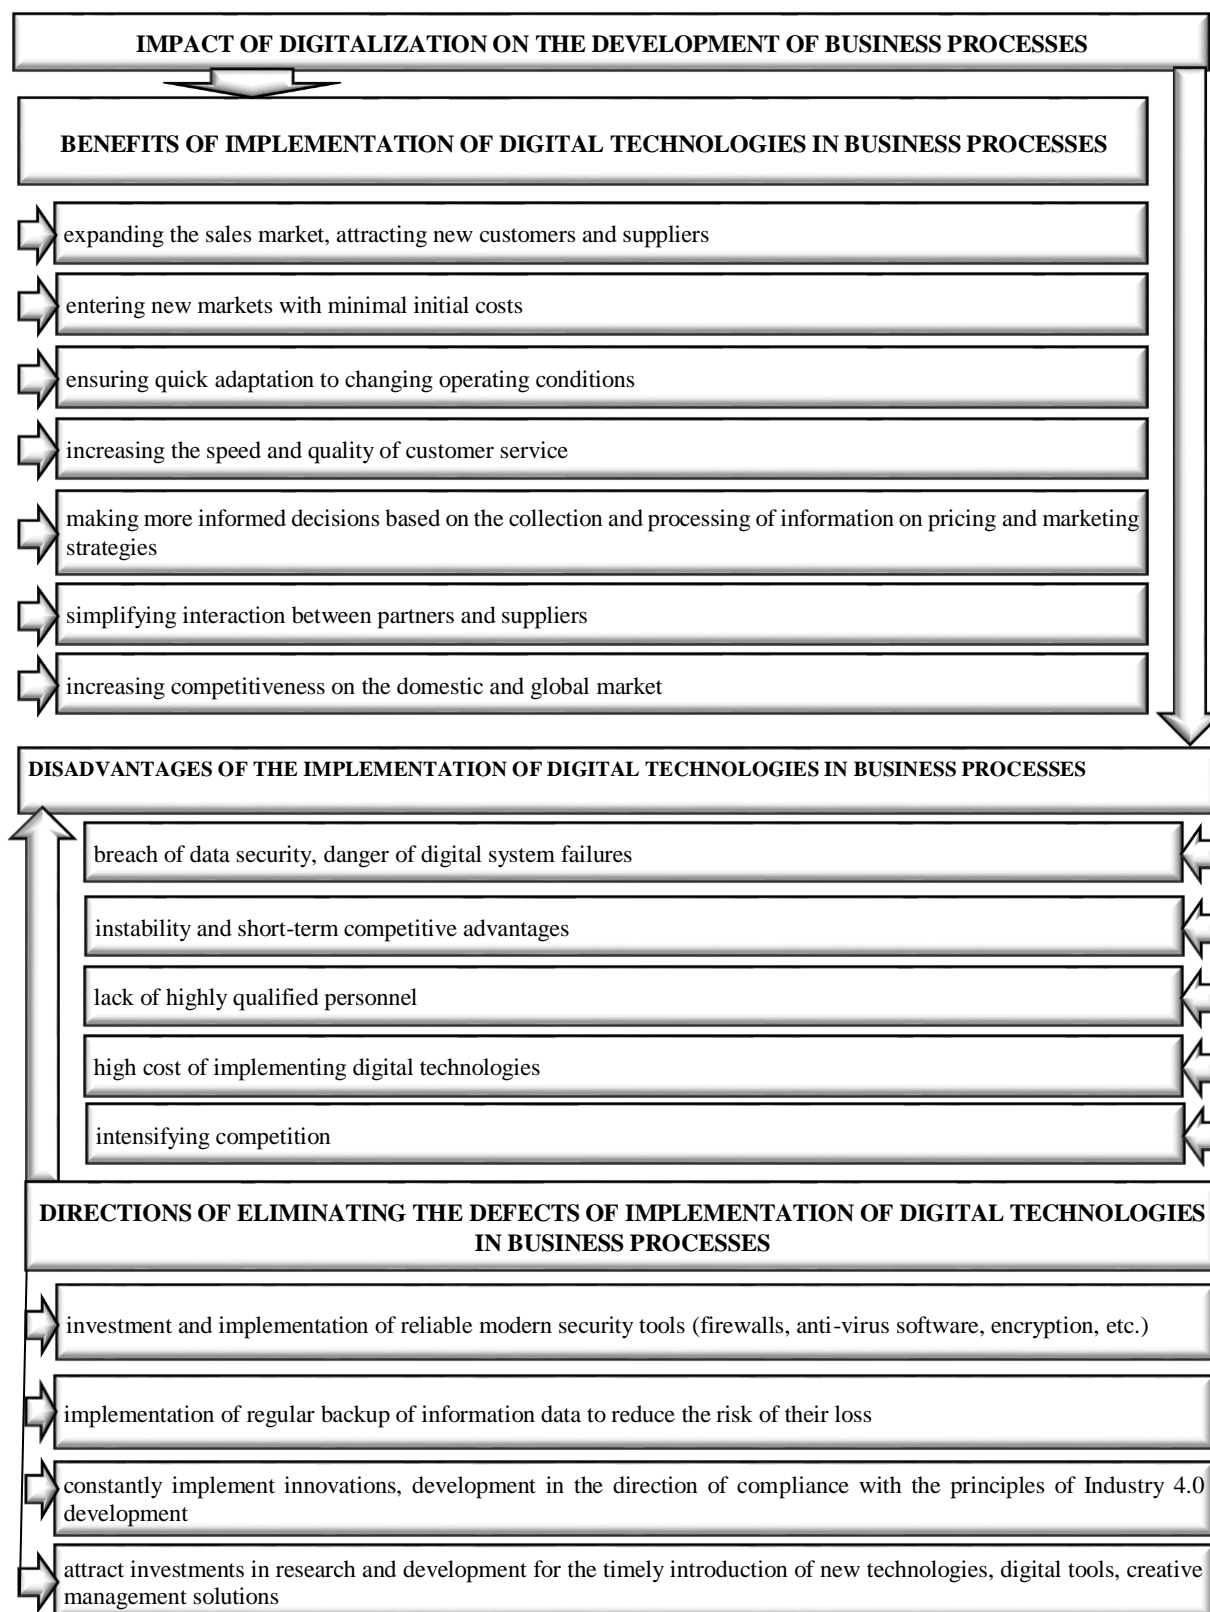 IMPACT OF DIGITALIZATION ON THE DEVELOPMENT OF BUSINESS PROCESSES
BENEFITS OF IMPLEMENTATION OF DIGITAL TECHNOLOGIES IN BUSINESS PROCESSES
expanding the sales market, attracting new customers and suppliers
entering new markets with minimal initial costs
ensuring quick adaptation to changing operating conditions
increasing the speed and quality of customer service
making more informed decisions based on the collection and processing of information on pricing and marketing
strategies
simplifying interaction between partners and suppliers
increasing competitiveness on the domestic and global market
DISADVANTAGES OF THE IMPLEMENTATION OF DIGITAL TECHNOLOGIES IN BUSINESS PROCESSES
breach of data security, danger of digital system failures
instability and short-term competitive advantages
lack of highly qualified personnel
high cost of implementing digital technologies
intensifying competition
DIRECTIONS OF ELIMINATING THE DEFECTS OF IMPLEMENTATION OF DIGITAL TECHNOLOGIES
IN BUSINESS PROCESSES
investment and implementation of reliable modern security tools (firewalls, anti-virus software, encryption, etc.)
implementation of regular backup of information data to reduce the risk of their loss
constantly implement innovations, development in the direction of compliance with the principles of Industry 4.0
development
attract investments in research and development for the timely introduction of new technologies, digital tools, creative
management solutions